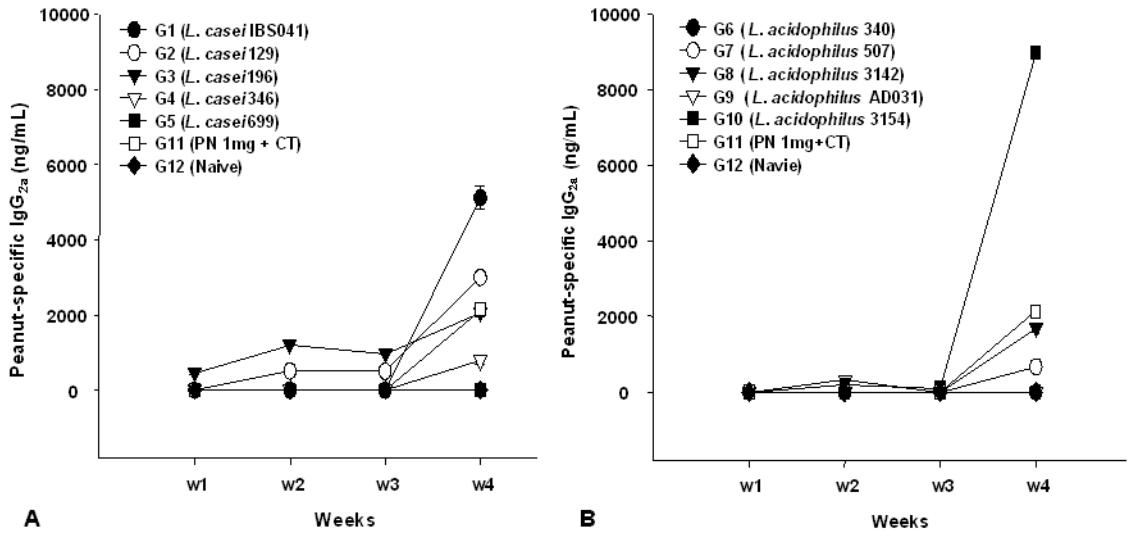 Peanut-specific IgG2a (ng/mL)
10000
8000
6000
4000
2000
0
G1 (L. casei IBS041)
G2 (L. casei 129)
G3 (L. casei 196)
G4 (L. casei 346)
G5 (L. casei 699)
G11 (PN 1mg + CT)
G12 (Naive)
w1 w2 w3 w4
Weeks
A
Peanut-specific IgG2a (ng/mL)
10000
8000
6000
4000
2000
0
G6 (L. acidophilus 340)
G7 (L. acidophilus 507)
G8 (L. acidophilus 3142)
G9 (L. acidophilus AD031)
G10 (L. acidophilus 3154)
G11 (PN 1mg+CT)
G12 (Navie)
w1 w2 w3 w4
Weeks
B